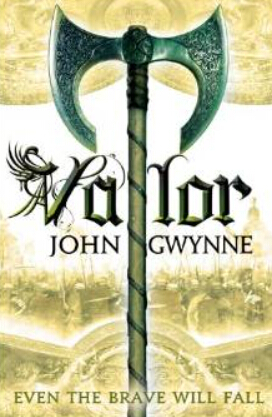 Valor
JOHN GWYNNE
EVEN THE BRAVE WILL FALL